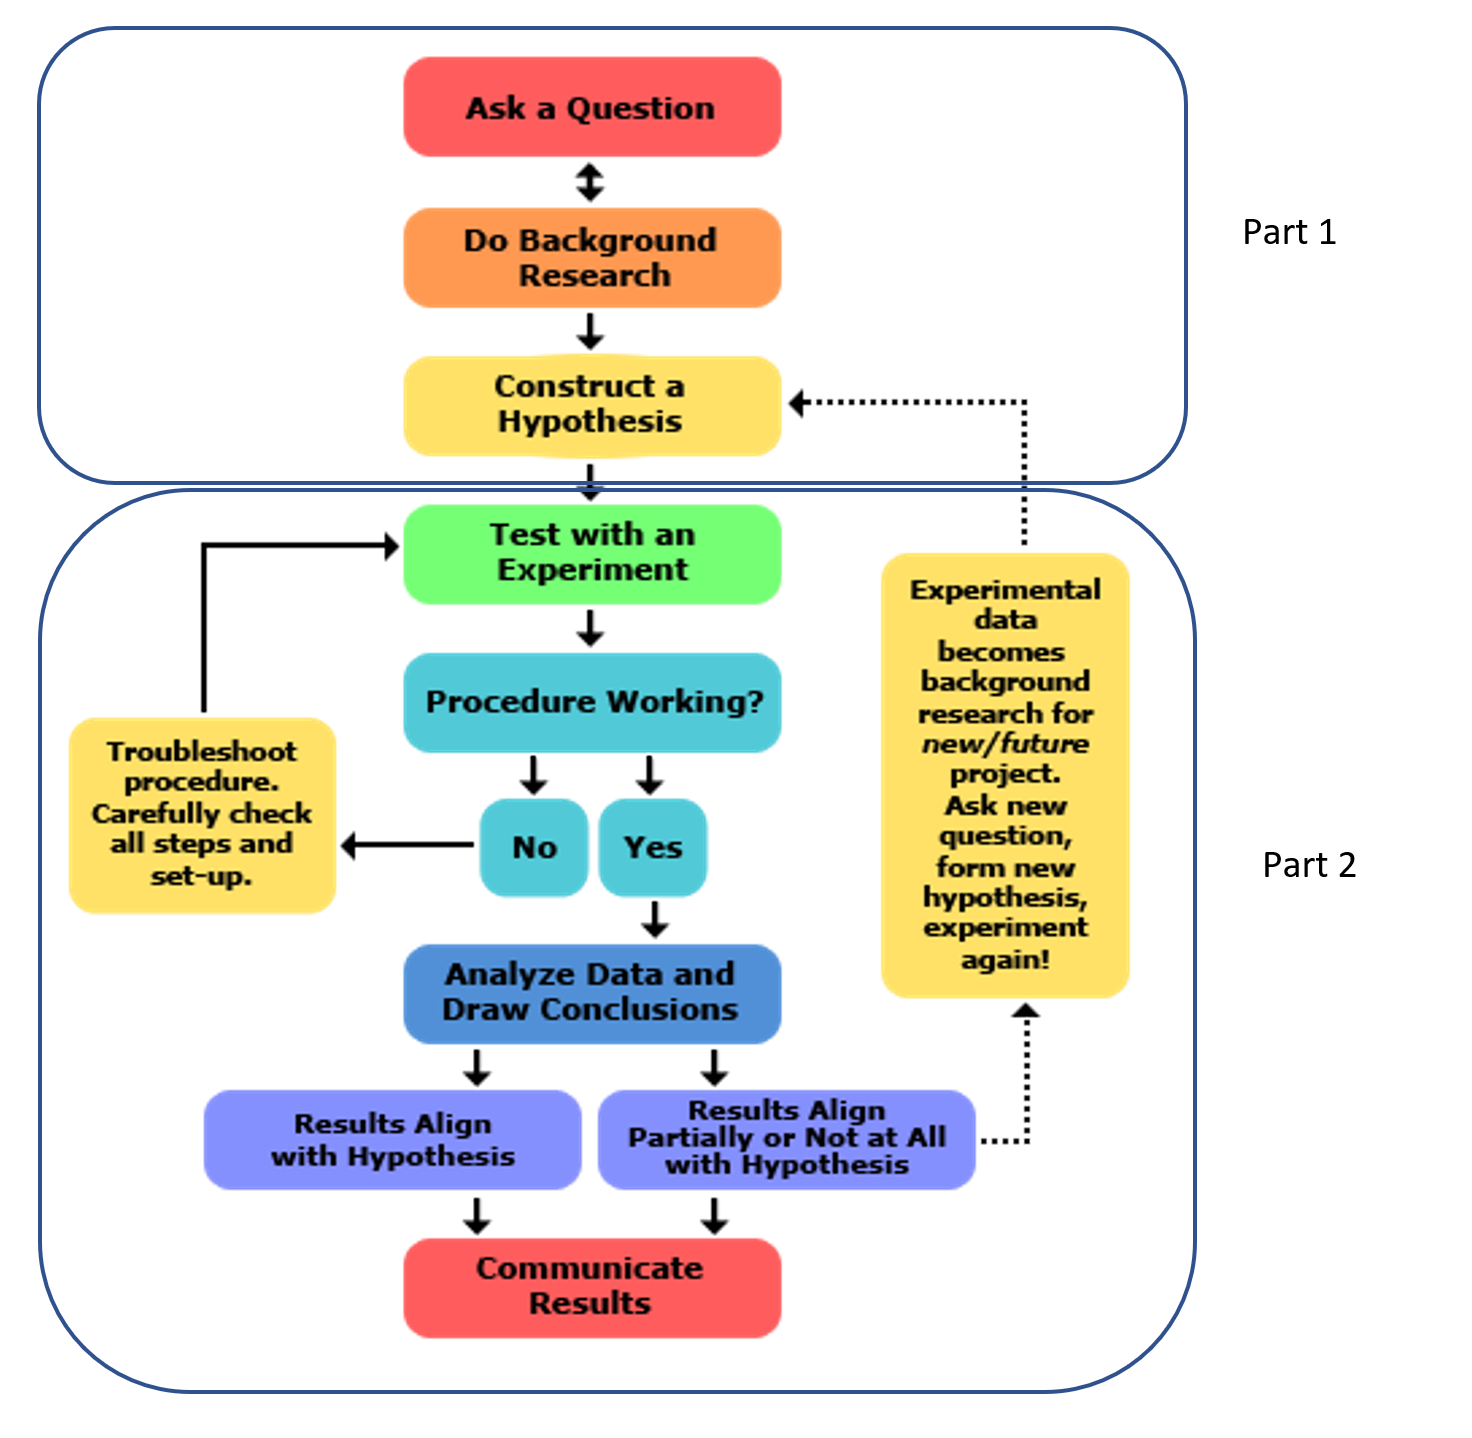 Ask a Question
Do Background
Research
Part 1
Construct a
Hypothesis
Test with an
Experiment
Procedure Working?
No
Yes
Troubleshoot
procedure.
Carefully check
all steps and
set-up.
Experimental
data
becomes
background
research for
new/future
project.
Ask new
question,
form new
hypothesis,
experiment
again!
Part 2
Analyze Data and
Draw Conclusions
Results Align
with Hypothesis
Results Align
Partially or Not at All
with Hypothesis
Communicate
Results